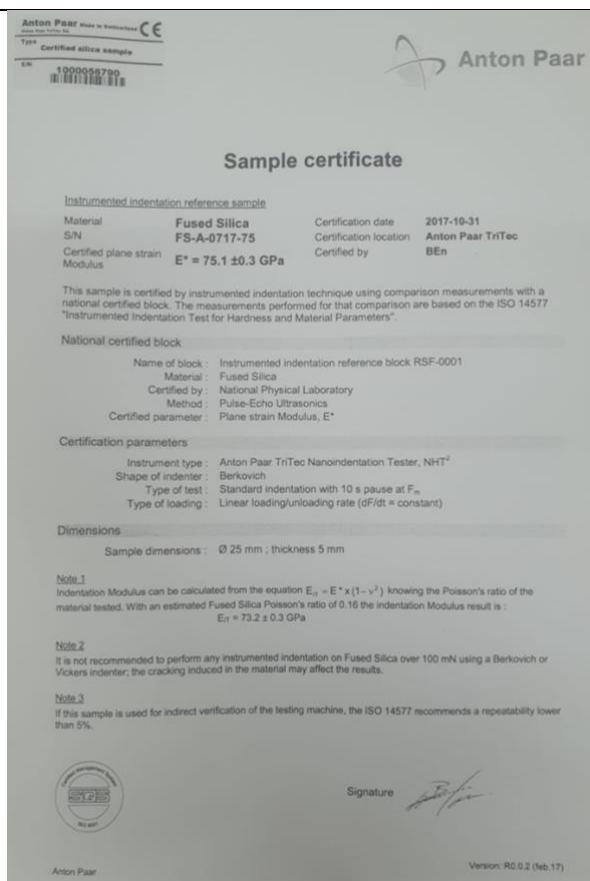 Anton Paar Made in Switzerland CE
Type
Certified silica sample
S/N
1000058790
Anton Paar
Sample certificate
Instrumented indentation reference sample
Material Fused Silica Certification date 2017-10-31
S/N FS-A-0717-75 Certification location Anton Paar TriTec
Certified plane strain Modulus E* = 75.1 ±0.3 GPa Certified by BEn
This sample is certified by instrumented indentation technique using comparison measurements with a
national certified block. The measurements performed for that comparison are based on the ISO 14577
"Instrumented Indentation Test for Hardness and Material Parameters".
National certified block
Name of block : Instrumented indentation reference block RSF-0001
Material : Fused Silica
Certified by : National Physical Laboratory
Method : Pulse-Echo Ultrasonics
Certified parameter : Plane strain Modulus, E*
Certification parameters
Instrument type : Anton Paar TriTec Nanoindentation Tester, NHT²
Shape of indenter : Berkovich
Type of test : Standard indentation with 10 s pause at Fm
Type of loading : Linear loading/unloading rate (dF/dt = constant)
Dimensions
Sample dimensions : Ø 25 mm ; thickness 5 mm
Note 1
Indentation Modulus can be calculated from the equation EIT = E* x (1- ν²) knowing the Poisson's ratio of the
material tested. With an estimated Fused Silica Poisson's ratio of 0.16 the indentation Modulus result is :
EIT = 73.2 ± 0.3 GPa
Note 2
It is not recommended to perform any instrumented indentation on Fused Silica over 100 mN using a Berkovich or
Vickers indenter; the cracking induced in the material may affect the results.
Note 3
If this sample is used for indirect verification of the testing machine, the ISO 14577 recommends a repeatability lower
than 5%.
SQS
Signature
Anton Paar
Version: R0.0.2 (feb.17)